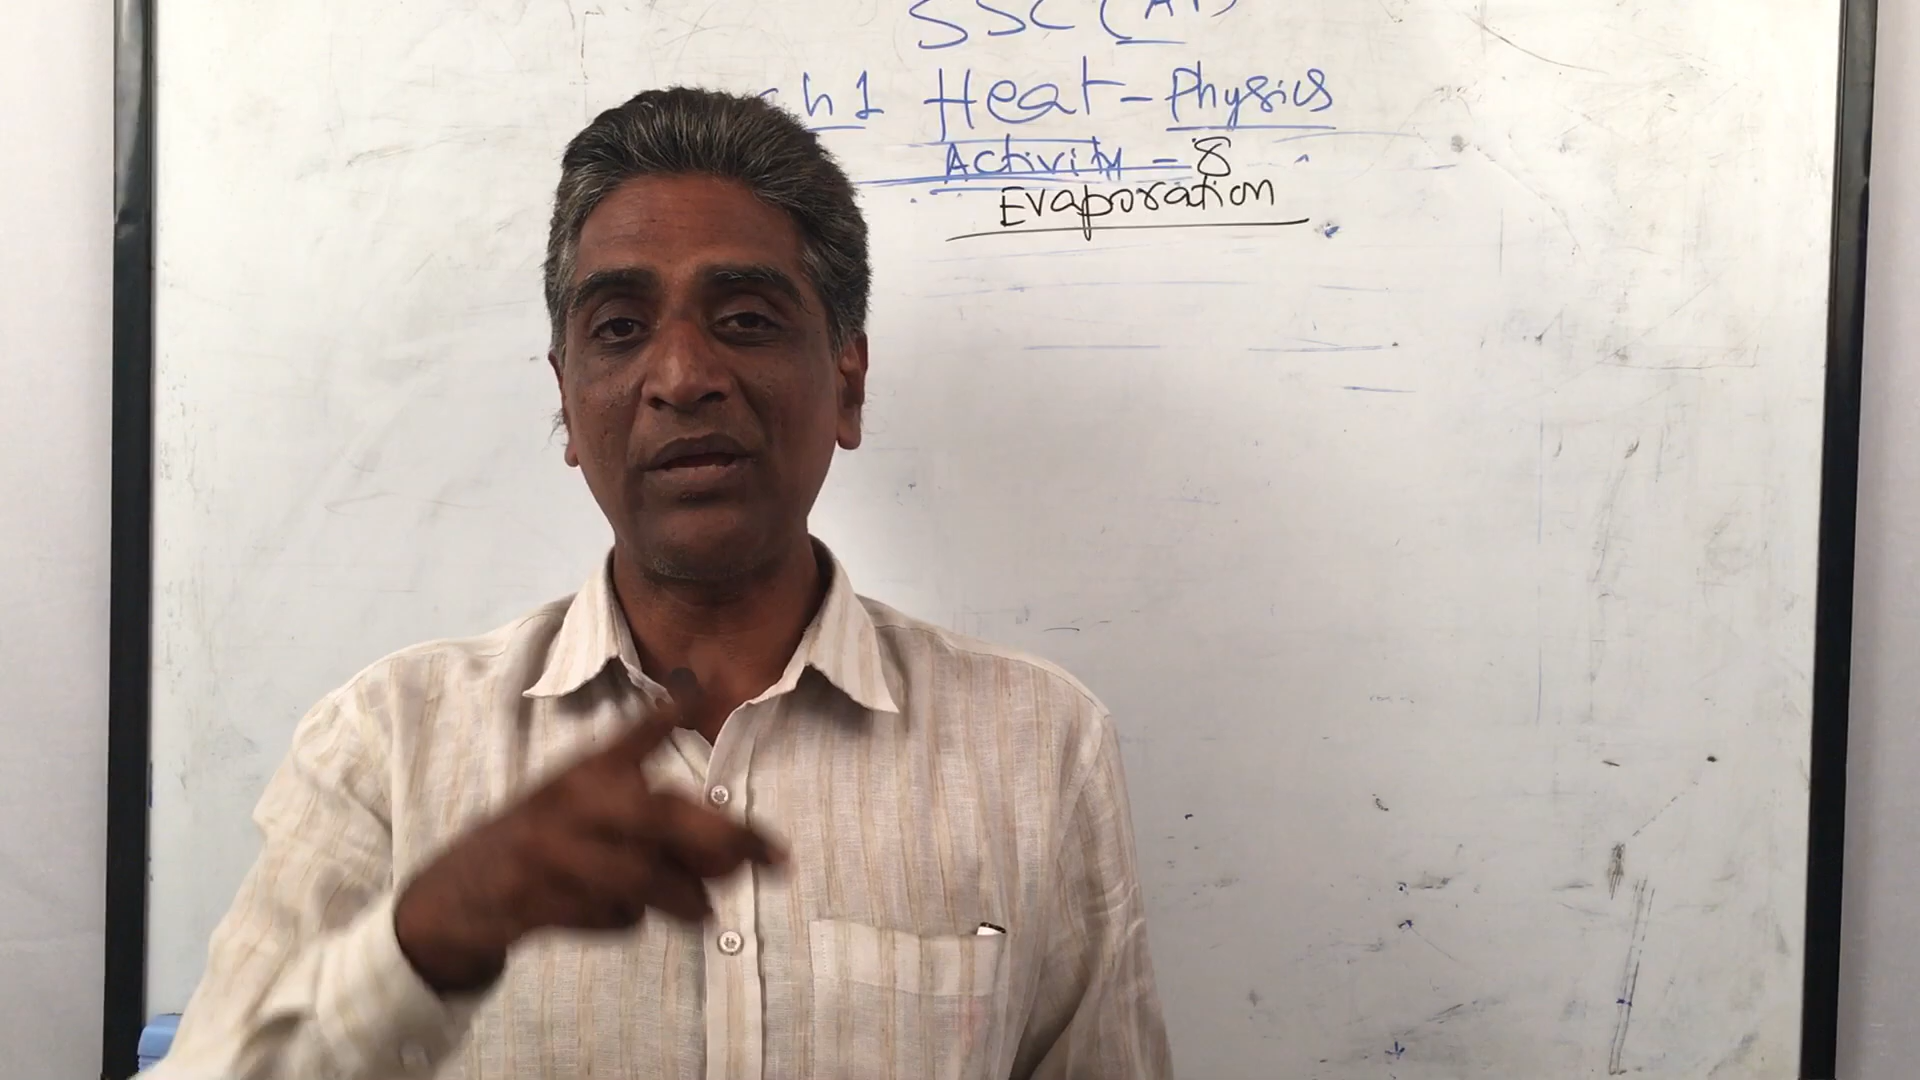 SSC (AP)
ch 1 Heat - Physics
Activity - 8
Evaporation